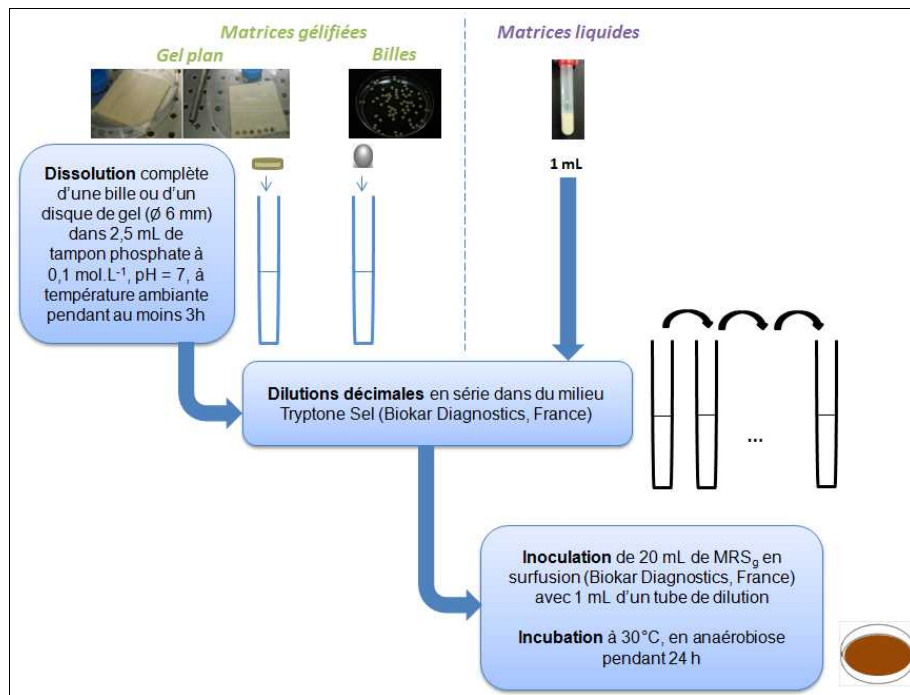 Matrices gélifiées
Matrices liquides
Gel plan
Billes
1 mL
Dissolution complète
d'une bille ou d'un
disque de gel (Ø 6 mm)
dans 2,5 mL de
tampon phosphate à
0,1 mol.L⁻¹, pH = 7, à
température ambiante
pendant au moins 3h
Dilutions décimales en série dans du milieu
Tryptone Sel (Biokar Diagnostics, France)
...
Inoculation de 20 mL de MRSg en
surfusion (Biokar Diagnostics, France)
avec 1 mL d'un tube de dilution
Incubation à 30°C, en anaérobiose
pendant 24 h